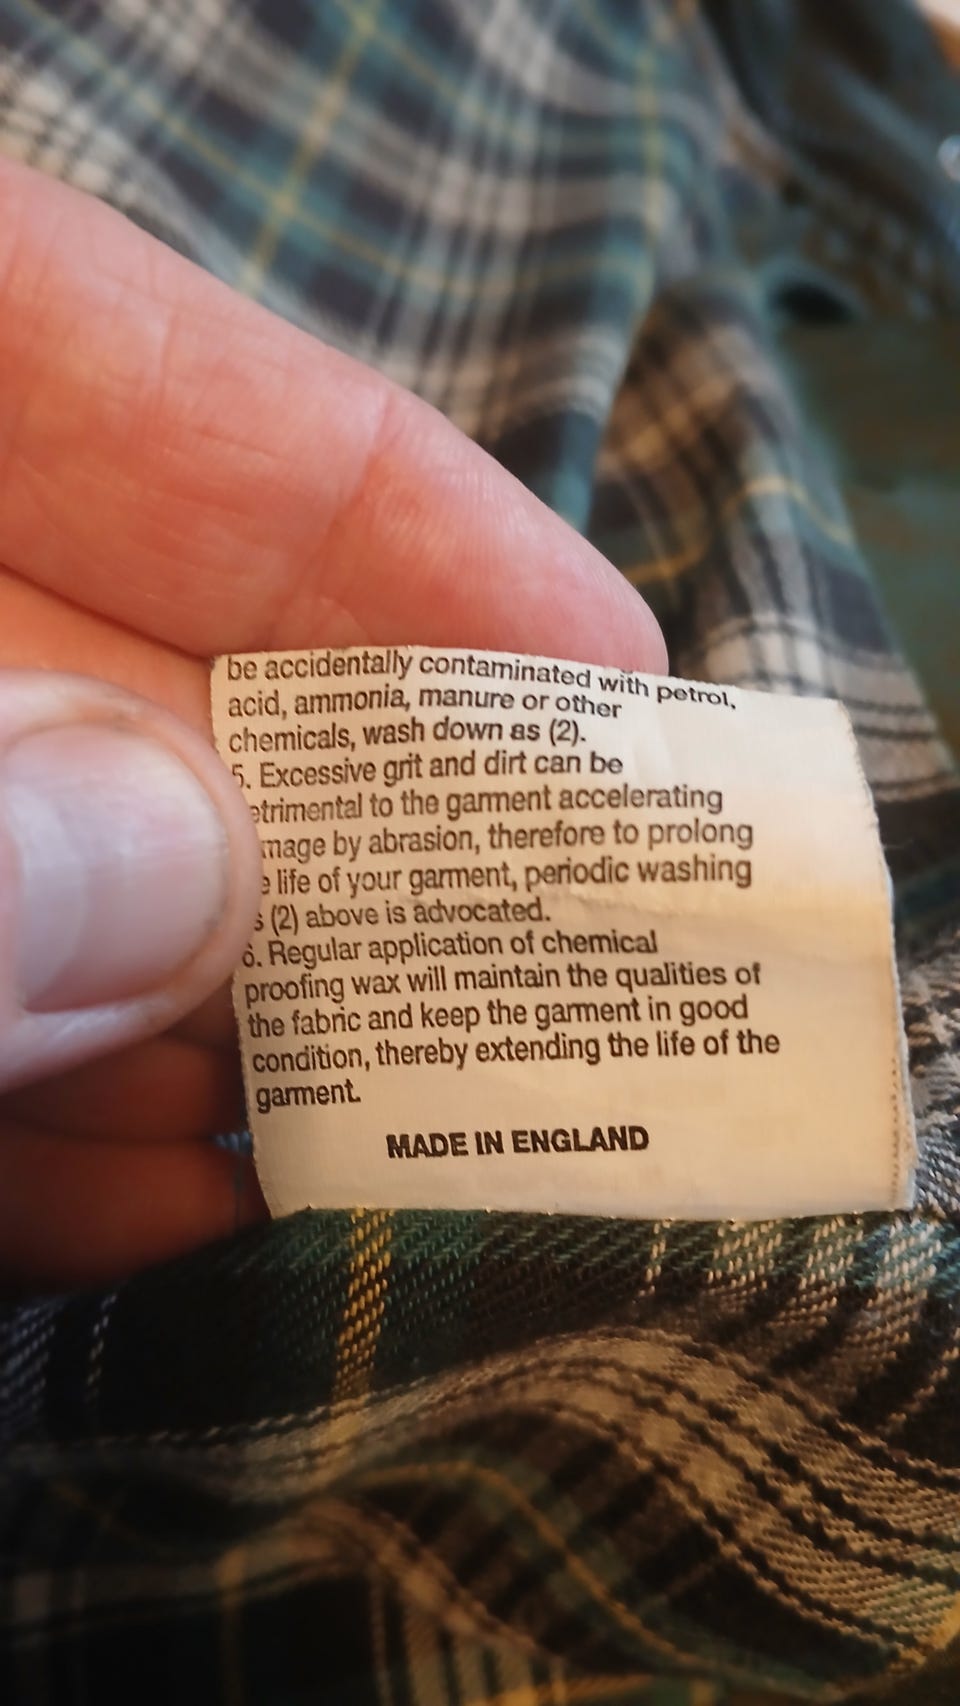 be accidentally contaminated with petrol,
acid, ammonia, manure or other
chemicals, wash down as (2).
5. Excessive grit and dirt can be
etrimental to the garment accelerating
mage by abrasion, therefore to prolong
e life of your garment, periodic washing
s (2) above is advocated.
6. Regular application of chemical
proofing wax will maintain the qualities of
the fabric and keep the garment in good
condition, thereby extending the life of the
garment.
MADE IN ENGLAND